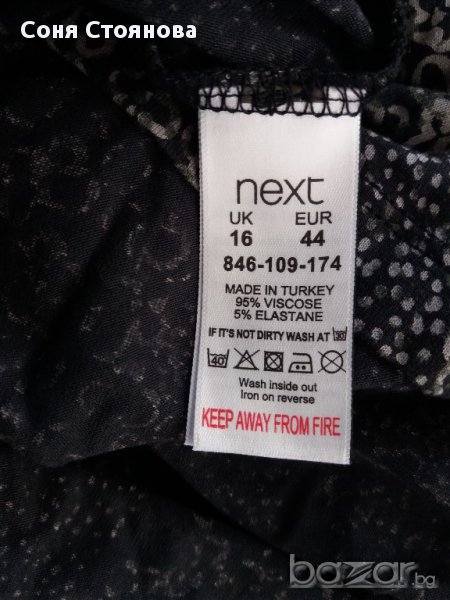 Соня Стоянова
next
UK EUR
16 44
846-109-174
MADE IN TURKEY
95% VISCOSE
5% ELASTANE
IF IT'S NOT DIRTY WASH AT 30
40
Wash inside out
Iron on reverse
KEEP AWAY FROM FIRE
bazar.bg